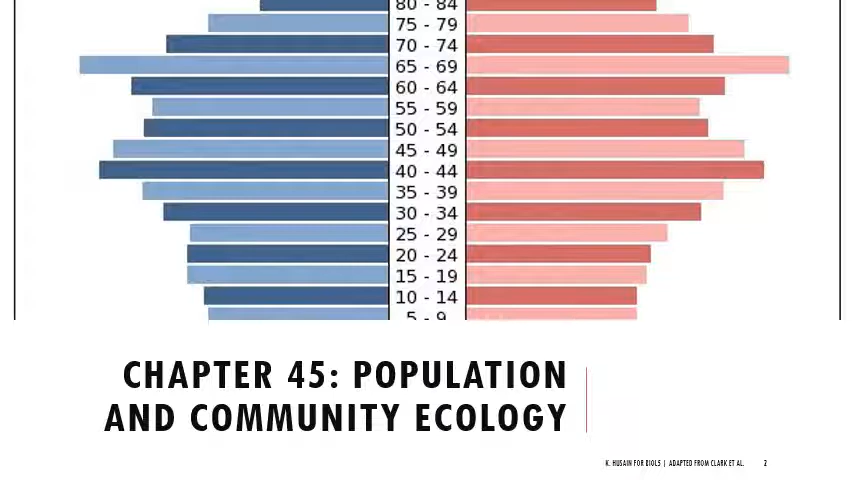 80 - 84
75 - 79
70 - 74
65 - 69
60 - 64
55 - 59
50 - 54
45 - 49
40 - 44
35 - 39
30 - 34
25 - 29
20 - 24
15 - 19
10 - 14
5 - 9
CHAPTER 45: POPULATION
AND COMMUNITY ECOLOGY
K. HUSAIN FOR BIOL5 | ADAPTED FROM CLARK ET AL. 2